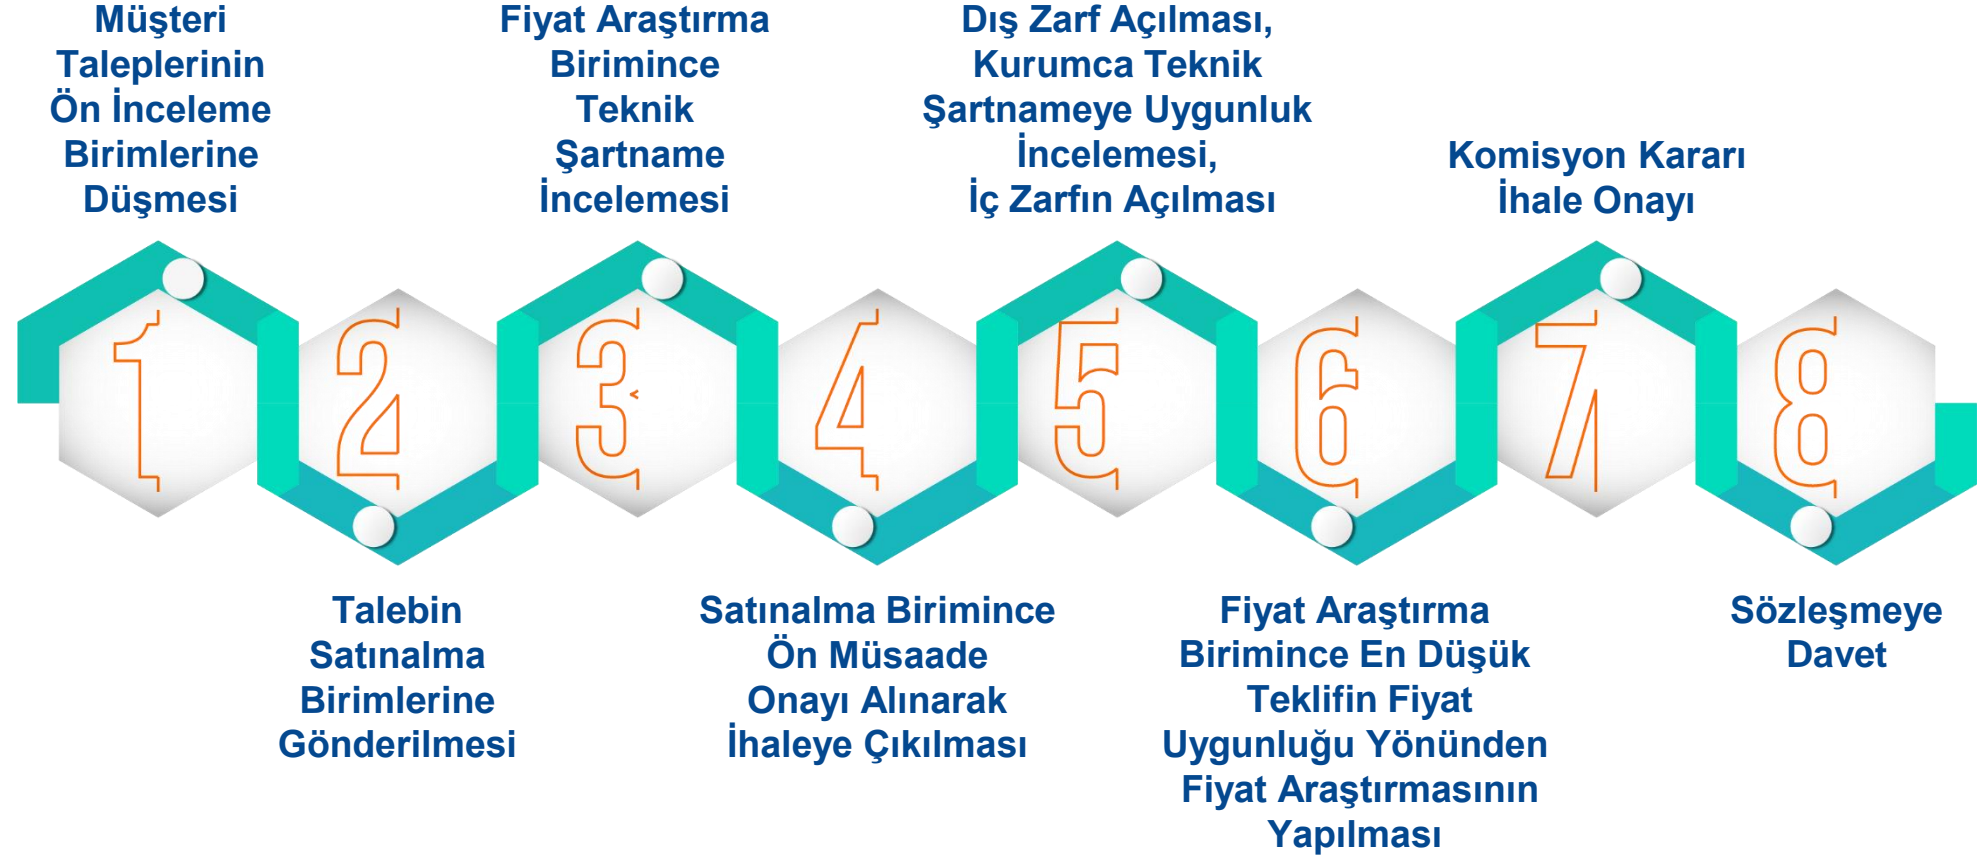 Müşteri
Taleplerinin
Ön İnceleme
Birimlerine
Düşmesi
1
2
Talebin
Satınalma
Birimlerine
Gönderilmesi
Fiyat Araştırma
Birimince
Teknik
Şartname
İncelemesi
3
4
Satınalma Birimince
Ön Müsaade
Onayı Alınarak
İhaleye Çıkılması
Dış Zarf Açılması,
Kurumca Teknik
Şartnameye Uygunluk
İncelemesi,
İç Zarfın Açılması
5
6
Fiyat Araştırma
Birimince En Düşük
Teklifin Fiyat
Uygunluğu Yönünden
Fiyat Araştırmasının
Yapılması
Komisyon Kararı
İhale Onayı
7
8
Sözleşmeye
Davet